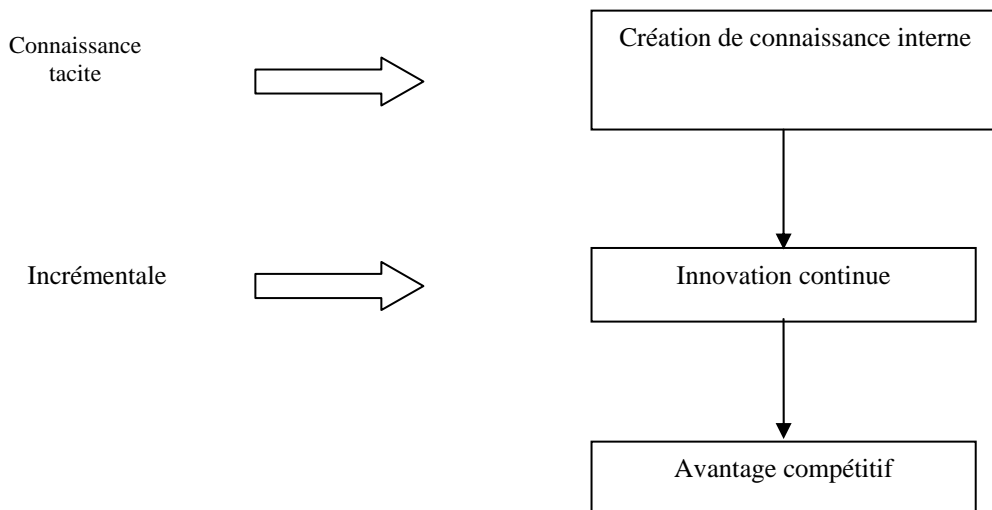 Connaissance
tacite
Création de connaissance interne
Incrémentale
Innovation continue
Avantage compétitif